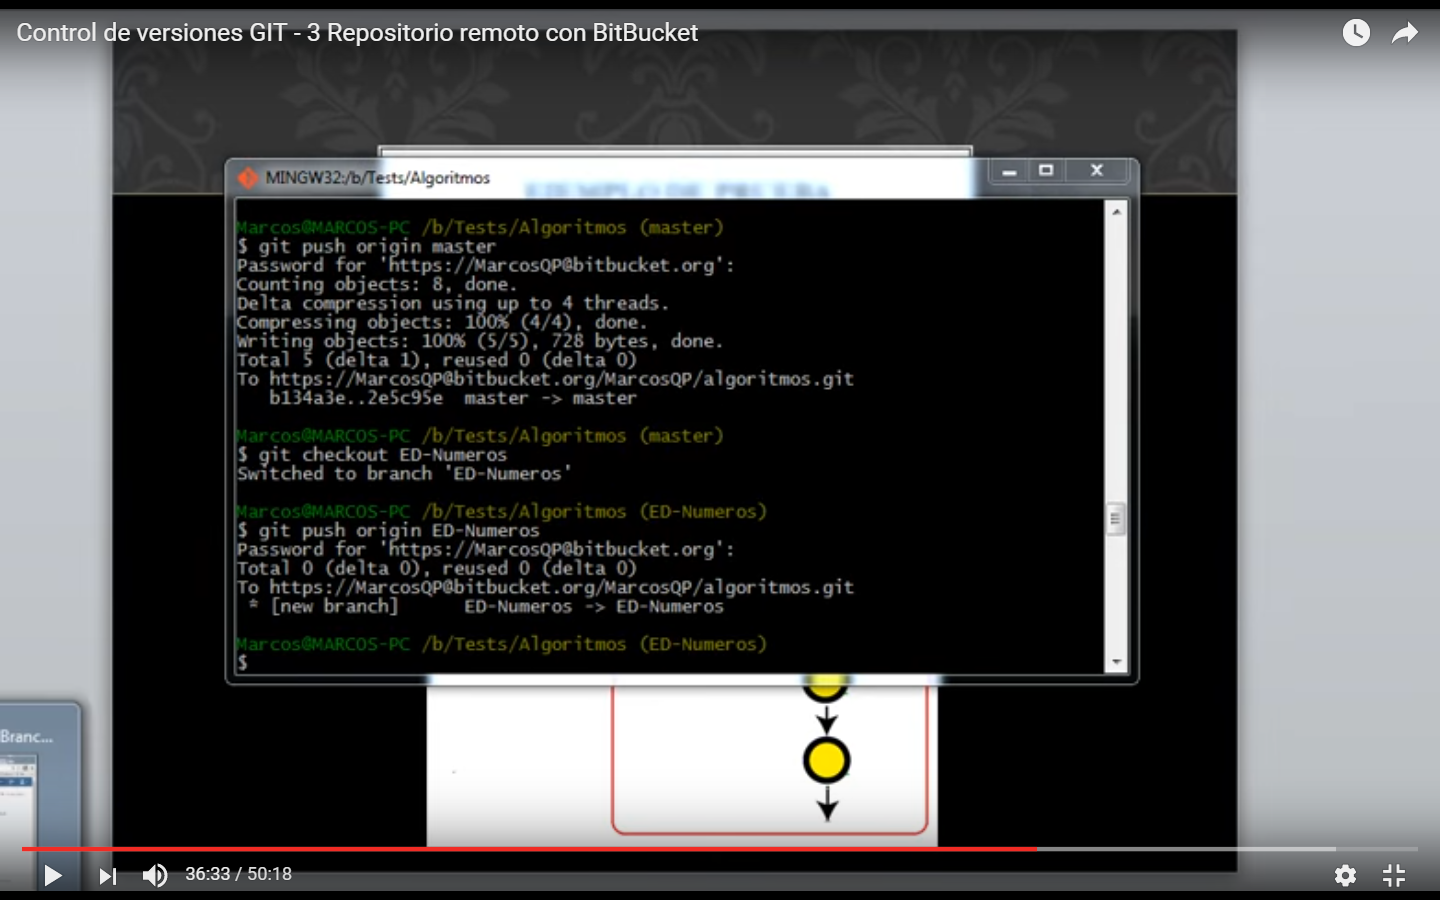 Control de versiones GIT - 3 Repositorio remoto con BitBucket
EJEMPLO DE PRUEBA
MINGW32:/b/Tests/Algoritmos
Marcos@MARCOS-PC /b/Tests/Algoritmos (master)
$ git push origin master
Password for 'https://MarcosQP@bitbucket.org':
Counting objects: 8, done.
Delta compression using up to 4 threads.
Compressing objects: 100% (4/4), done.
Writing objects: 100% (5/5), 728 bytes, done.
Total 5 (delta 1), reused 0 (delta 0)
To https://MarcosQP@bitbucket.org/MarcosQP/algoritmos.git
b134a3e..2e5c95e  master -> master
Marcos@MARCOS-PC /b/Tests/Algoritmos (master)
$ git checkout ED-Numeros
Switched to branch 'ED-Numeros'
Marcos@MARCOS-PC /b/Tests/Algoritmos (ED-Numeros)
$ git push origin ED-Numeros
Password for 'https://MarcosQP@bitbucket.org':
Total 0 (delta 0), reused 0 (delta 0)
To https://MarcosQP@bitbucket.org/MarcosQP/algoritmos.git
* [new branch]      ED-Numeros -> ED-Numeros
Marcos@MARCOS-PC /b/Tests/Algoritmos (ED-Numeros)
$
Branc...
36:33 / 50:18